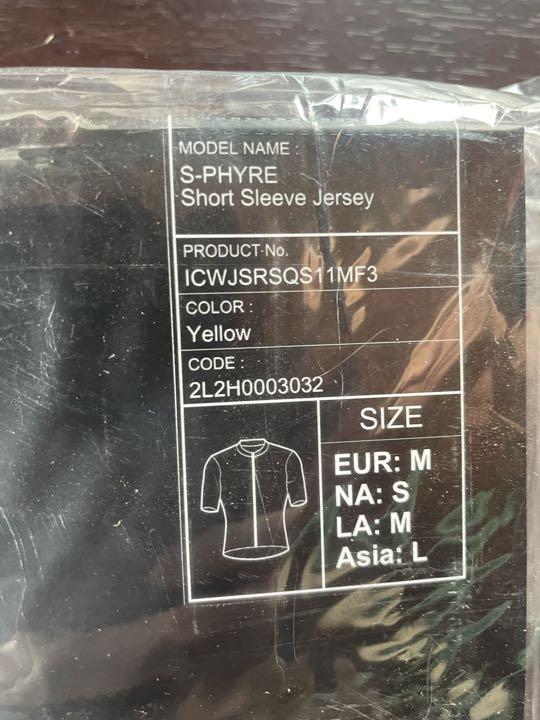 MODEL NAME :
S-PHYRE
Short Sleeve Jersey
PRODUCT No.
ICWJSRSQS11MF3
COLOR :
Yellow
CODE :
2L2H0003032
SIZE
EUR: M
NA: S
LA: M
Asia: L